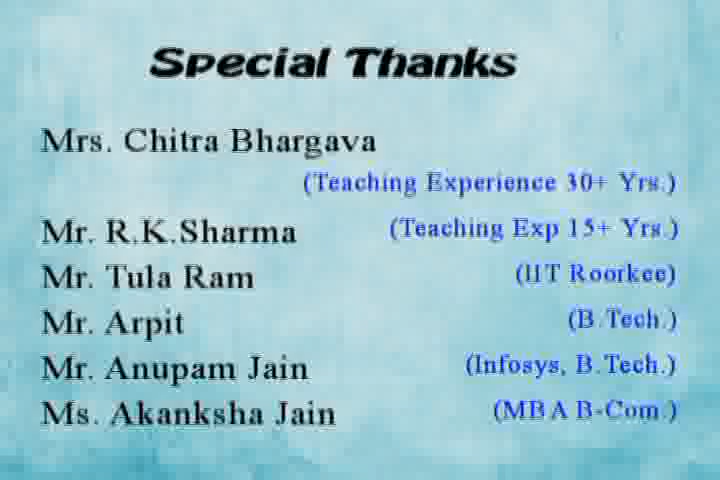 Special Thanks
Mrs. Chitra Bhargava
(Teaching Experience 30+ Yrs.)
Mr. R.K.Sharma (Teaching Exp 15+ Yrs.)
Mr. Tula Ram (IIT Roorkee)
Mr. Arpit (B.Tech.)
Mr. Anupam Jain (Infosys, B.Tech.)
Ms. Akanksha Jain (MBA B-Com.)